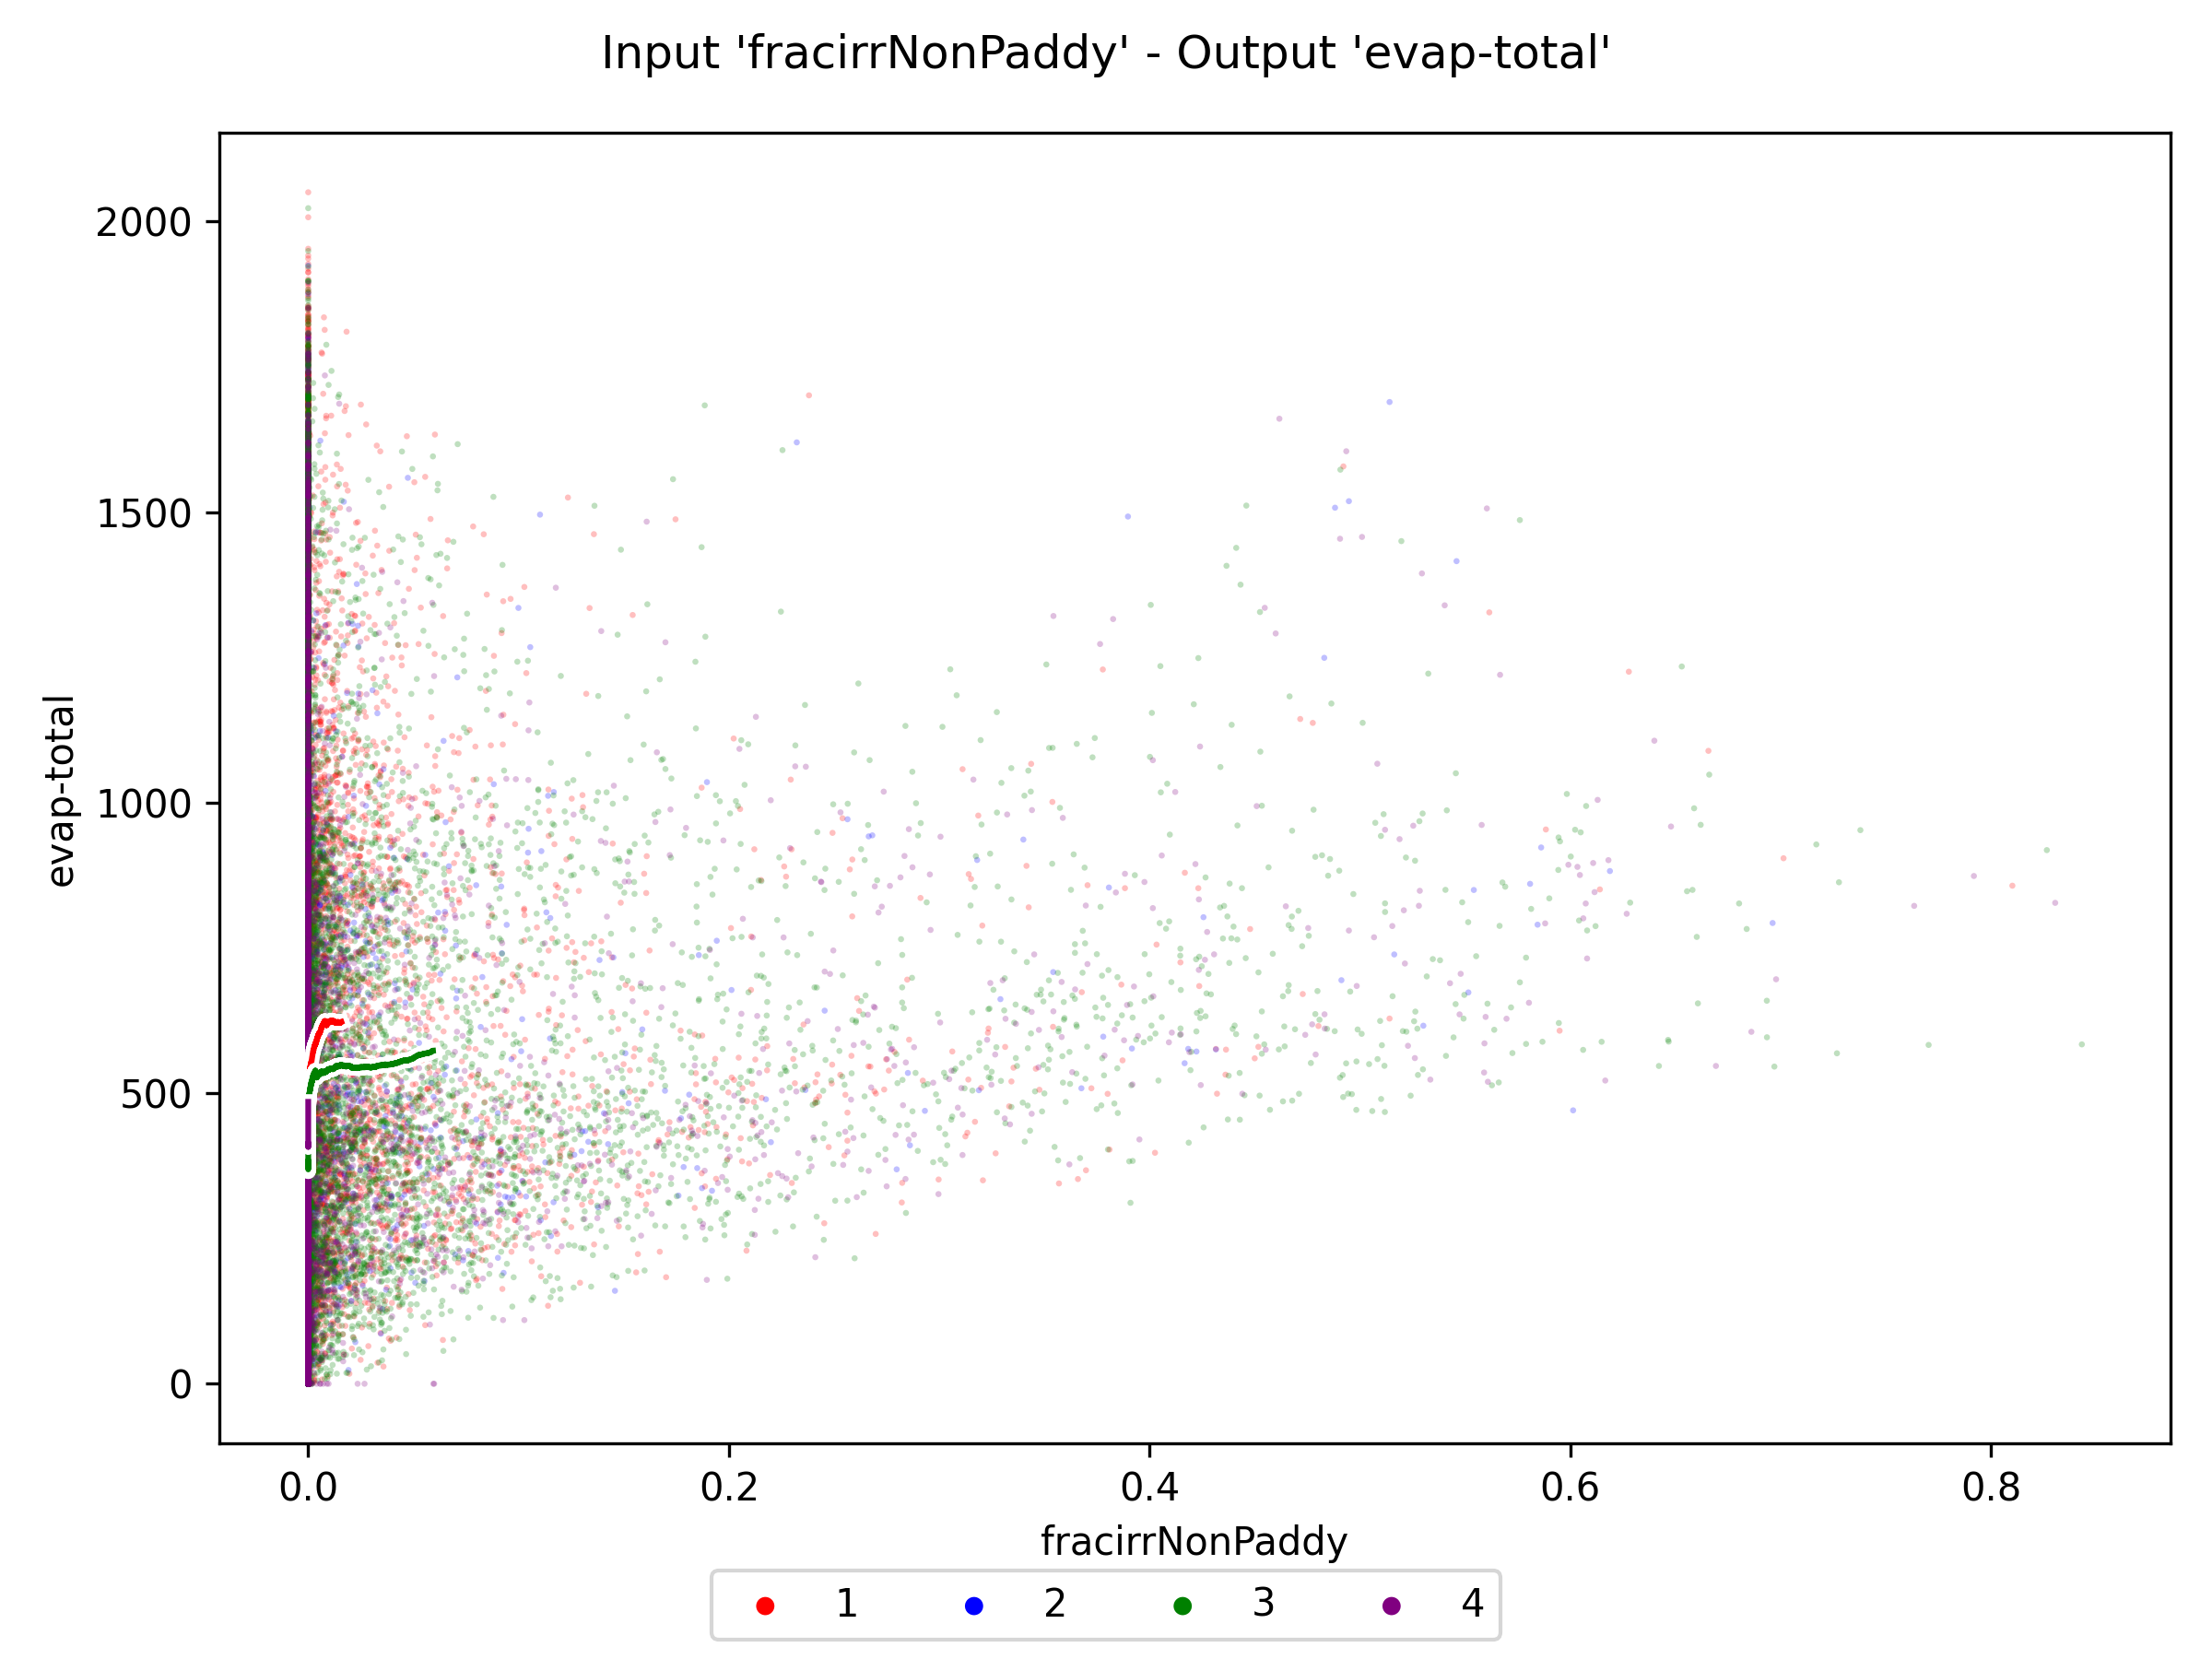 Input 'fracirrNonPaddy' - Output 'evap-total'
2000
1500
1000
500
0
evap-total
0.0 0.2 0.4 0.6 0.8
fracirrNonPaddy
1 2 3 4